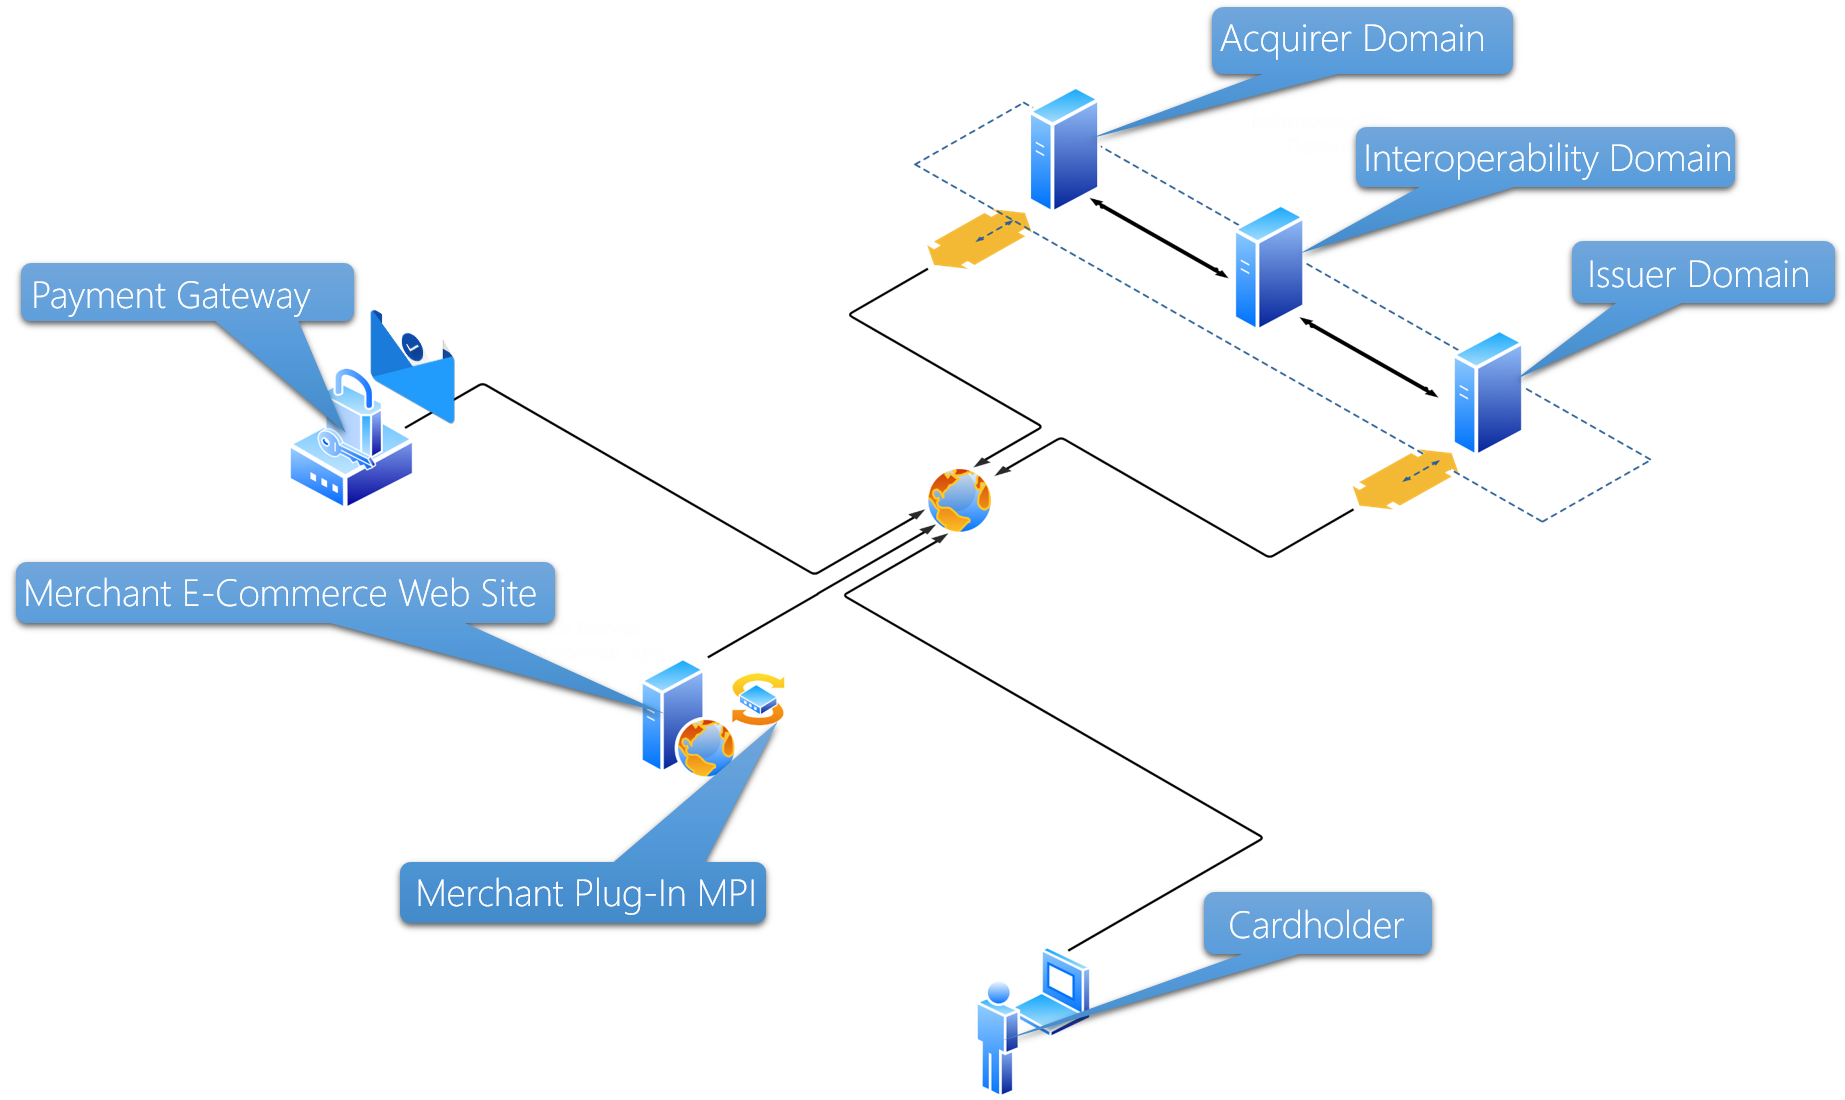 Acquirer Domain
Interoperability Domain
Issuer Domain
Payment Gateway
Merchant E-Commerce Web Site
Merchant Plug-In MPI
Cardholder